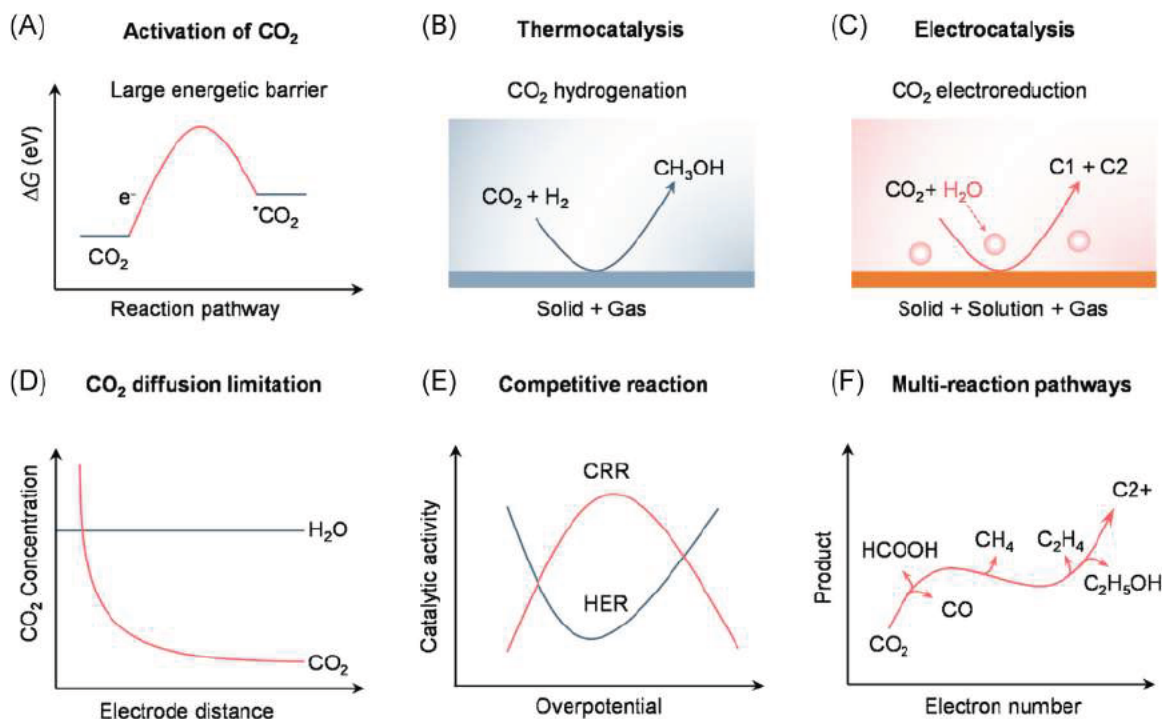 (A) Activation of CO₂
Large energetic barrier
ΔG (eV)
e⁻
*CO₂
CO₂
Reaction pathway
(B) Thermocatalysis
CO₂ hydrogenation
CH₃OH
CO₂ + H₂
Solid + Gas
(C) Electrocatalysis
CO₂ electroreduction
C1 + C2
CO₂+ H₂O
Solid + Solution + Gas
(D) CO₂ diffusion limitation
CO₂ Concentration
H₂O
CO₂
Electrode distance
(E) Competitive reaction
Catalytic activity
CRR
HER
Overpotential
(F) Multi-reaction pathways
Product
C2+
HCOOH
CH₄
C₂H₄
C₂H₅OH
CO
CO₂
Electron number